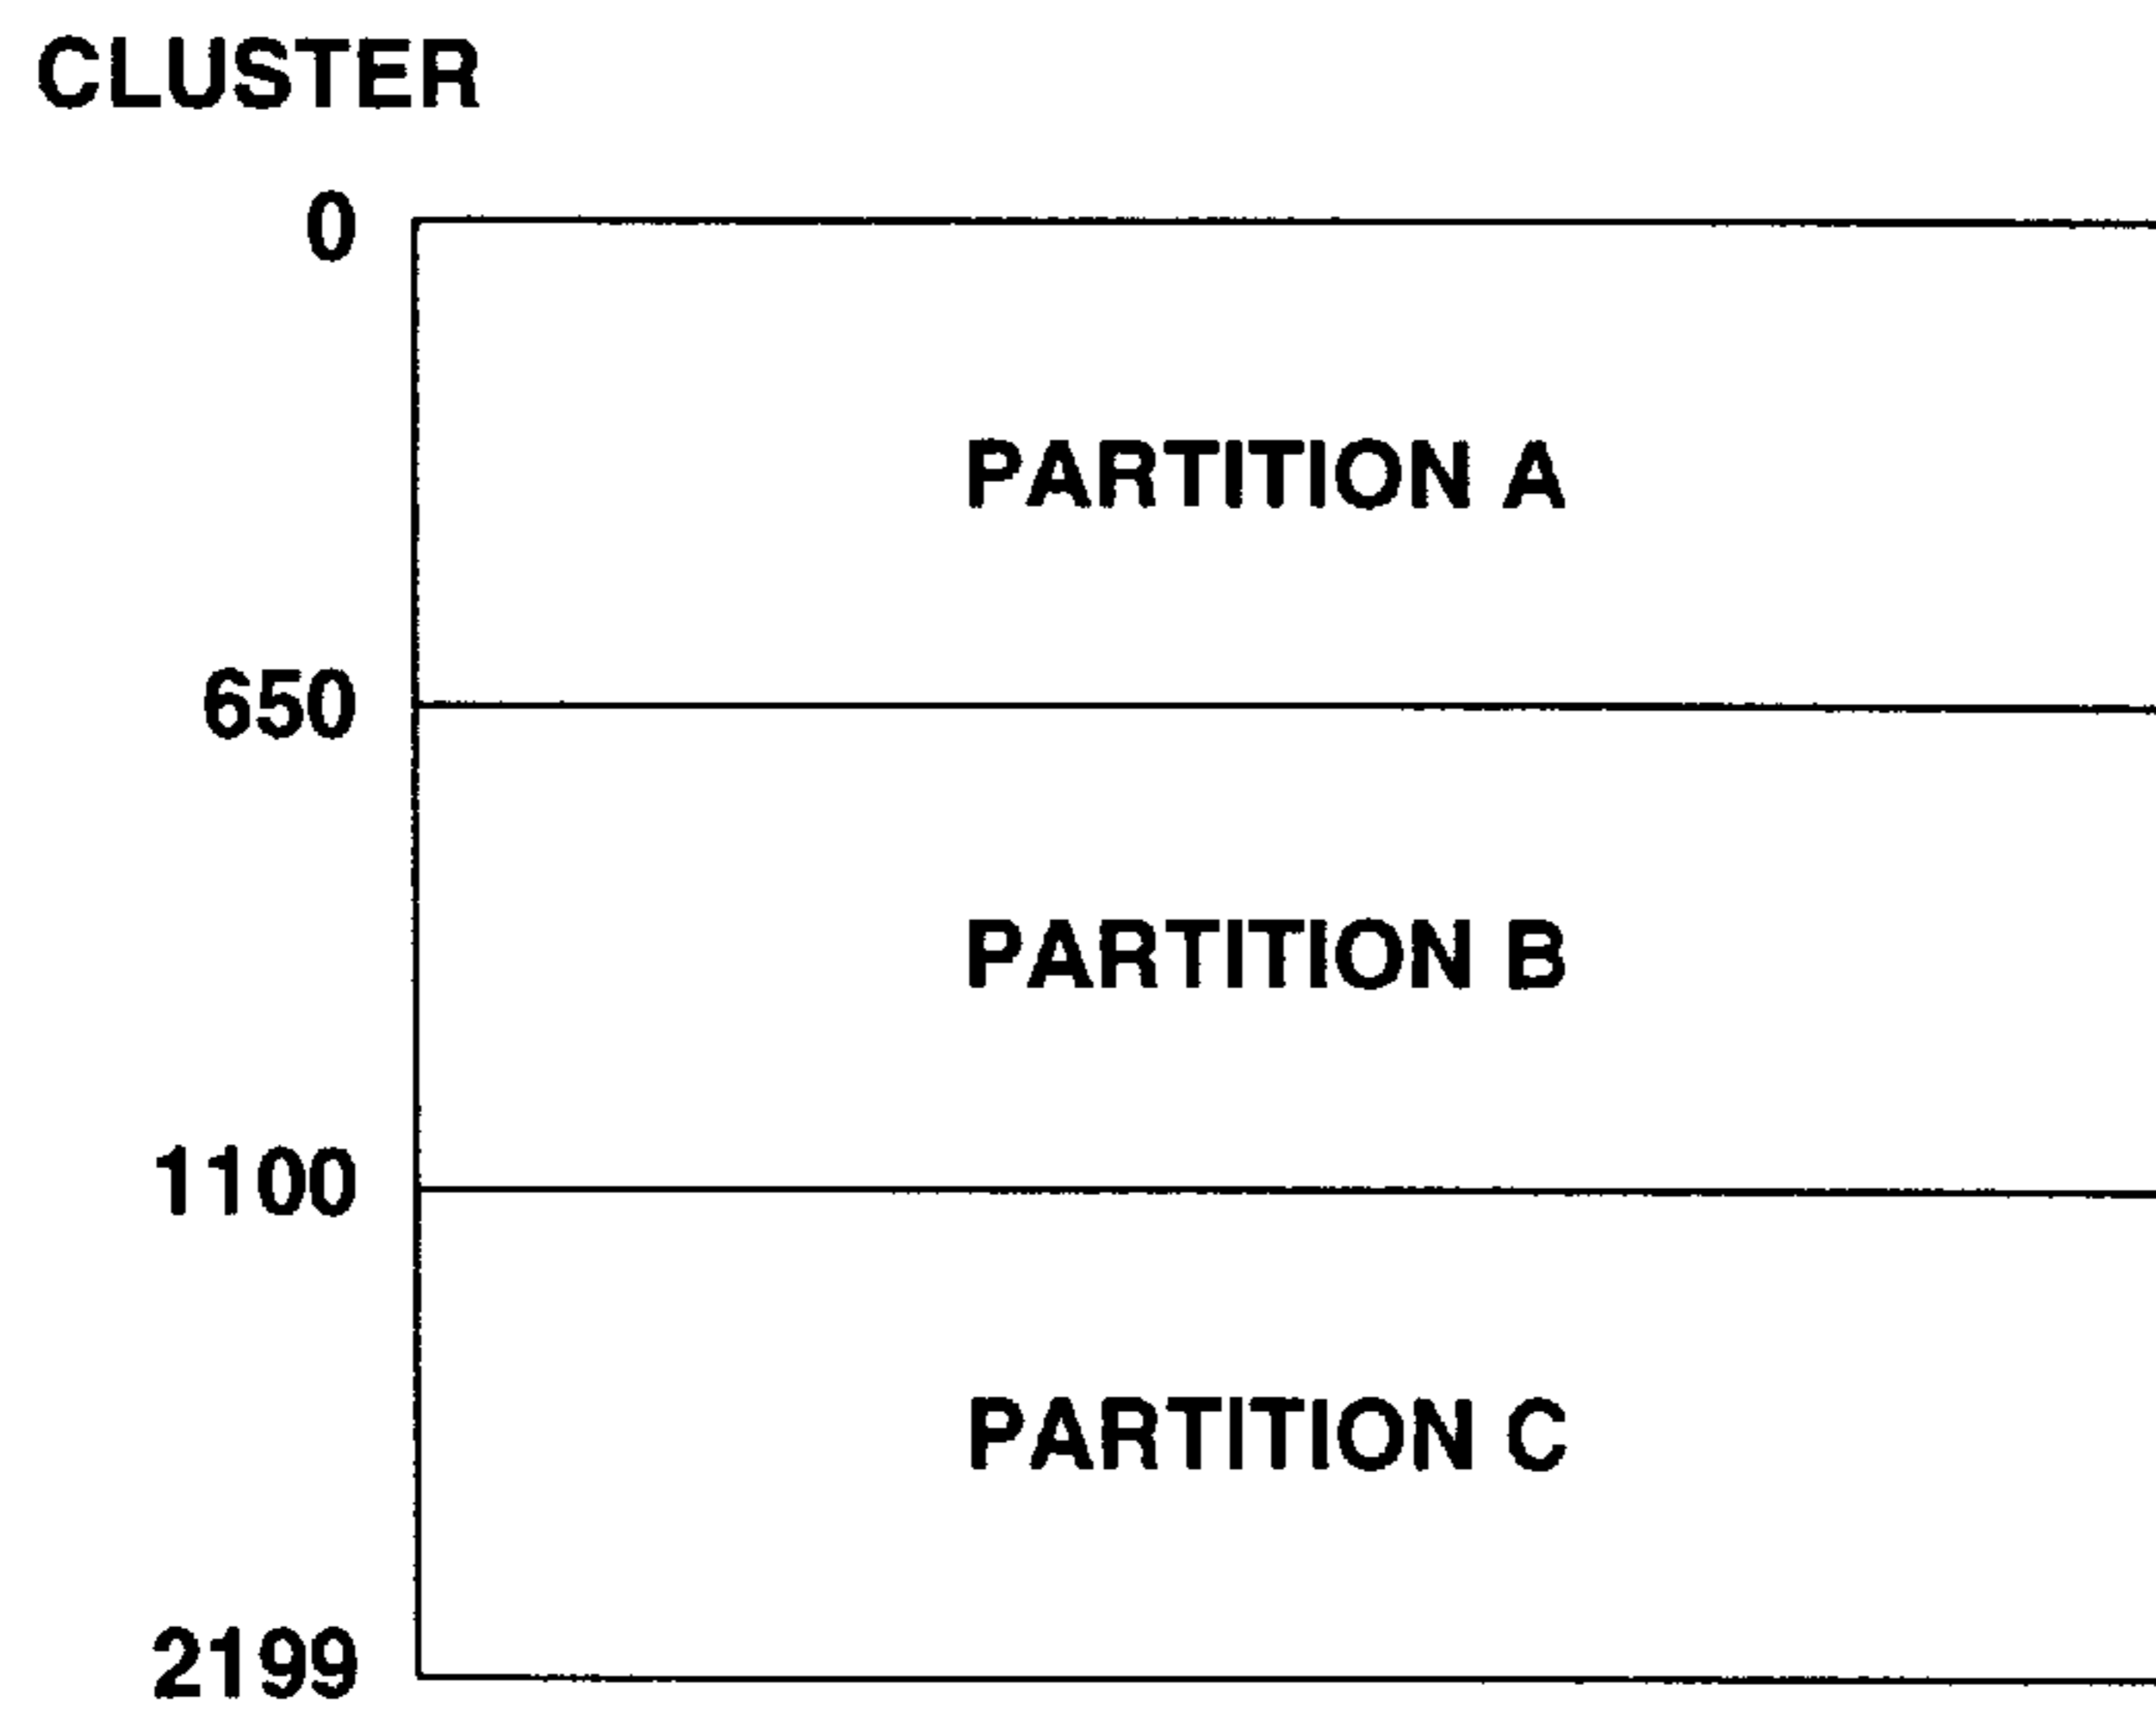 CLUSTER
0
PARTITION A
650
PARTITION B
1100
PARTITION C
2199